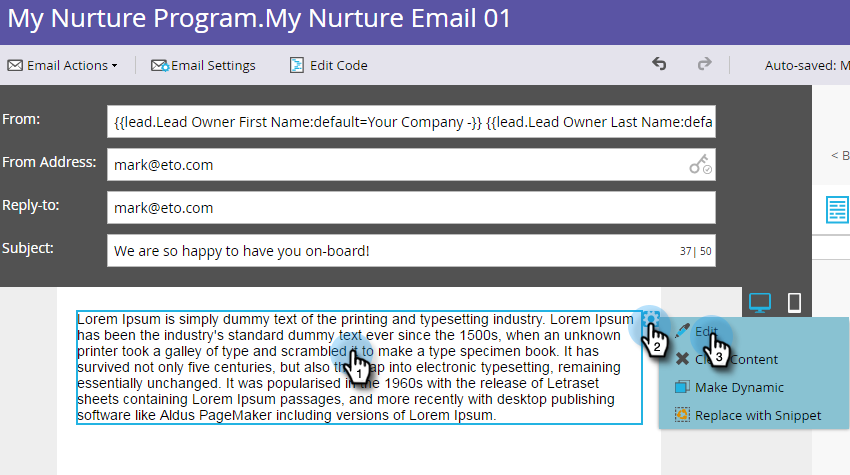 My Nurture Program.My Nurture Email 01
Email Actions Email Settings Edit Code Auto-saved: M
From: {{lead.Lead Owner First Name:default=Your Company -}} {{lead.Lead Owner Last Name:defa
< B
From Address: mark@eto.com
Reply-to: mark@eto.com
Subject: We are so happy to have you on-board! 37| 50
Lorem Ipsum is simply dummy text of the printing and typesetting industry. Lorem Ipsum
has been the industry's standard dummy text ever since the 1500s, when an unknown
printer took a galley of type and scrambled it to make a type specimen book. It has
survived not only five centuries, but also the leap into electronic typesetting, remaining
essentially unchanged. It was popularised in the 1960s with the release of Letraset
sheets containing Lorem Ipsum passages, and more recently with desktop publishing
software like Aldus PageMaker including versions of Lorem Ipsum.
1
2
Edit
3
Content
Make Dynamic
Replace with Snippet